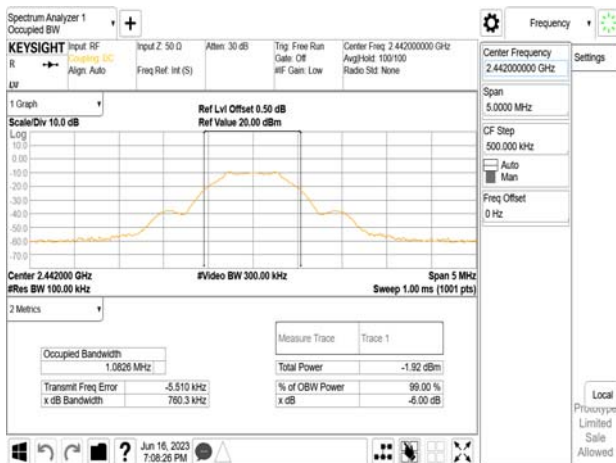 Spectrum Analyzer 1
Occupied BW
Frequency
KEYSIGHT
Input: RF
Coupling: DC
Align: Auto
Input Z: 50 Ω
Freq Ref: Int (S)
Atten: 30 dB
Trig: Free Run
Gate: Off
#IF Gain: Low
Center Freq: 2.442000000 GHz
Avg|Hold: 100/100
Radio Std: None
R
LV
Center Frequency
2.442000000 GHz
Settings
Span
5.0000 MHz
CF Step
500.000 kHz
Auto
Man
Freq Offset
0 Hz
1 Graph
Scale/Div 10.0 dB
Ref Lvl Offset 0.50 dB
Ref Value 20.00 dBm
Log
10.0
0.00
-10.0
-20.0
-30.0
-40.0
-50.0
-60.0
-70.0
Center 2.442000 GHz
#Res BW 100.00 kHz
#Video BW 300.00 kHz
Span 5 MHz
Sweep 1.00 ms (1001 pts)
2 Metrics
Measure Trace
Trace 1
Occupied Bandwidth
1.0826 MHz
Total Power
-1.92 dBm
Transmit Freq Error
-5.510 kHz
% of OBW Power
99.00 %
x dB Bandwidth
760.3 kHz
x dB
-6.00 dB
Local
Prototype
Limited
Sale
Allowed
?
Jun 16, 2023
7:08:26 PM